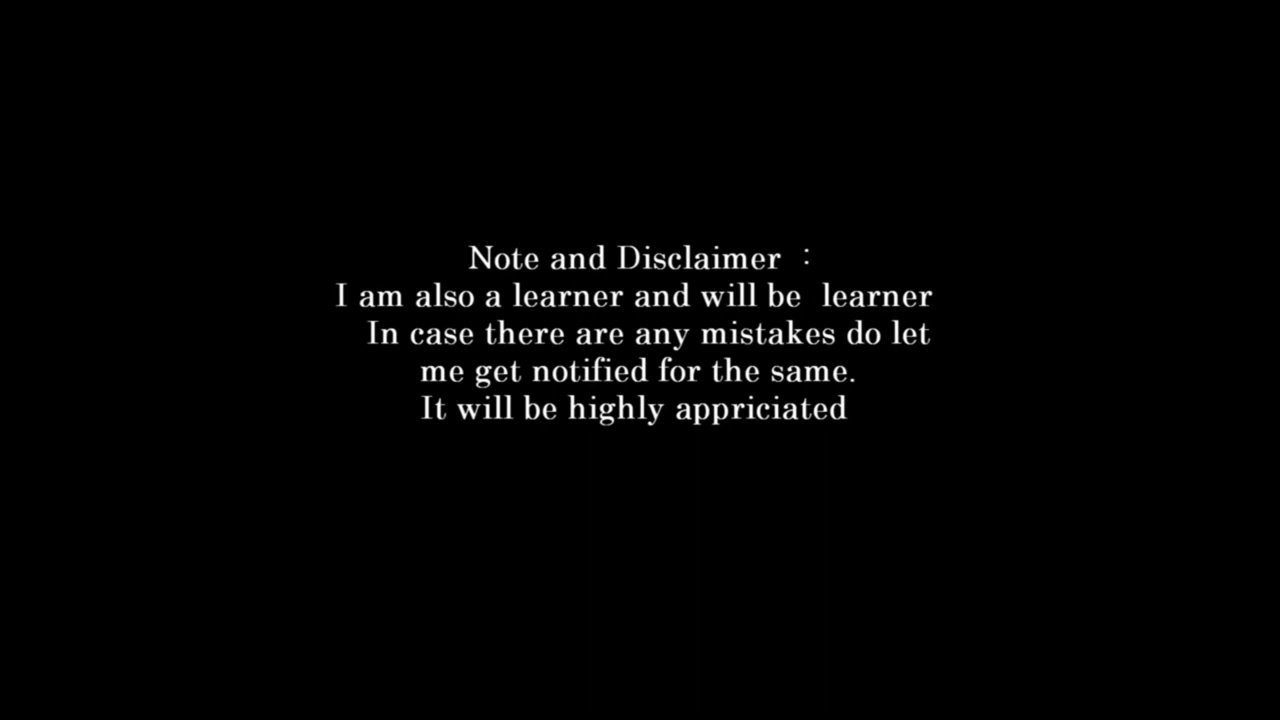 Note and Disclaimer  :
I am also a learner and will be  learner
In case there are any mistakes do let
me get notified for the same.
It will be highly appriciated